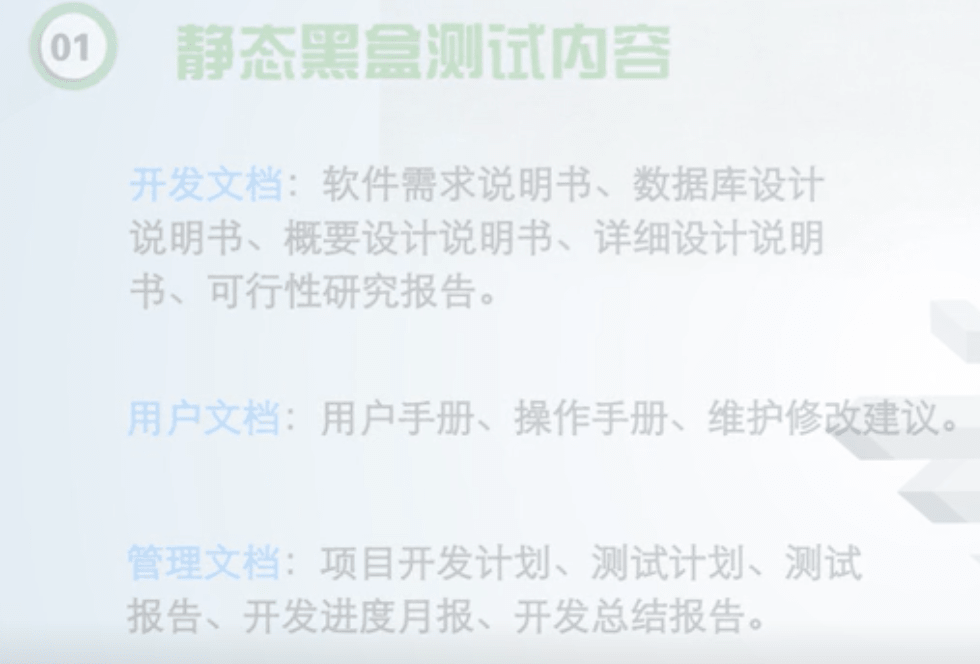 01 静态黑盒测试内容
开发文档：软件需求说明书、数据库设计
说明书、概要设计说明书、详细设计说明
书、可行性研究报告。
用户文档：用户手册、操作手册、维护修改建议。
管理文档：项目开发计划、测试计划、测试
报告、开发进度月报、开发总结报告。